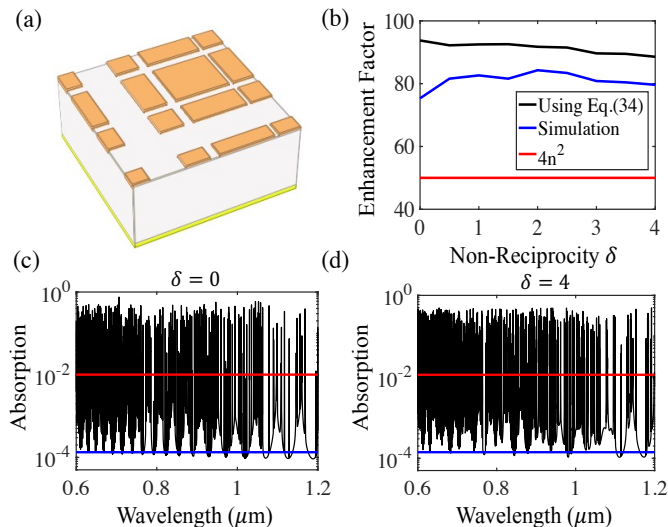 (a)
(b)
Enhancement Factor
100
80
60
40
Using Eq.(34)
Simulation
4n²
0 1 2 3 4
Non-Reciprocity δ
(c)
δ = 0
Absorption
10⁰
10⁻²
10⁻⁴
0.6 0.8 1 1.2
Wavelength (μm)
(d)
δ = 4
Absorption
10⁰
10⁻²
10⁻⁴
0.6 0.8 1 1.2
Wavelength (μm)